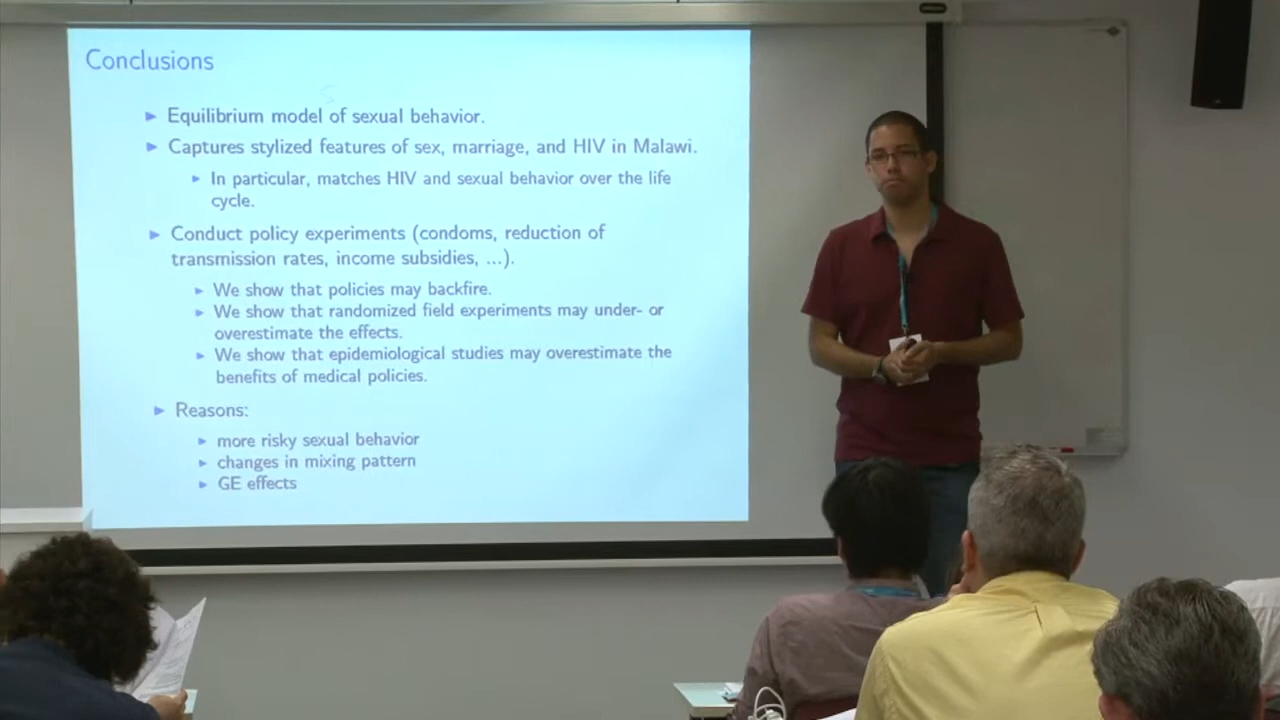 Conclusions
► Equilibrium model of sexual behavior.
► Captures stylized features of sex, marriage, and HIV in Malawi.
► In particular, matches HIV and sexual behavior over the life
cycle.
► Conduct policy experiments (condoms, reduction of
transmission rates, income subsidies, ...).
► We show that policies may backfire.
► We show that randomized field experiments may under- or
overestimate the effects.
► We show that epidemiological studies may overestimate the
benefits of medical policies.
► Reasons:
► more risky sexual behavior
► changes in mixing pattern
► GE effects